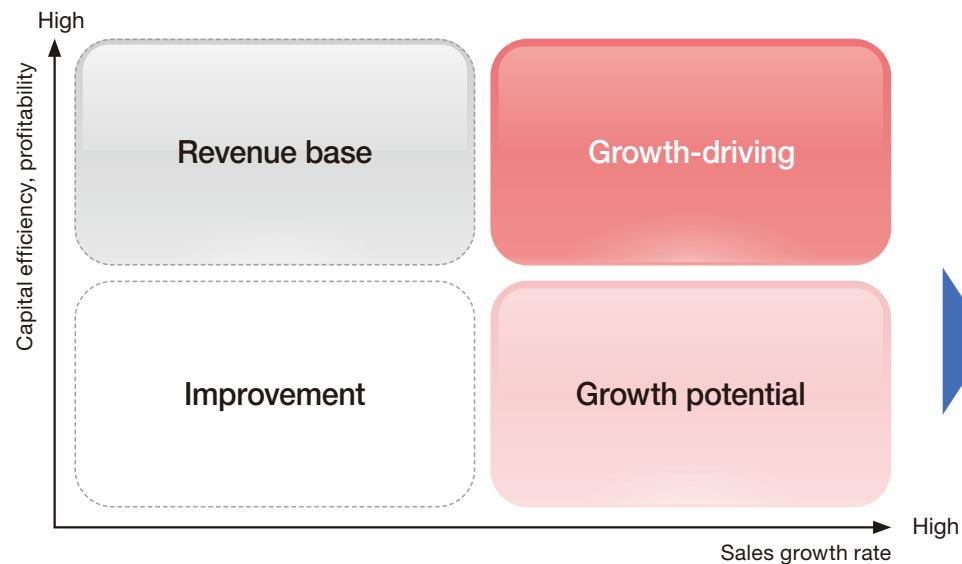 High
Capital efficiency, profitability
Revenue base
Growth-driving
Improvement
Growth potential
High
Sales growth rate